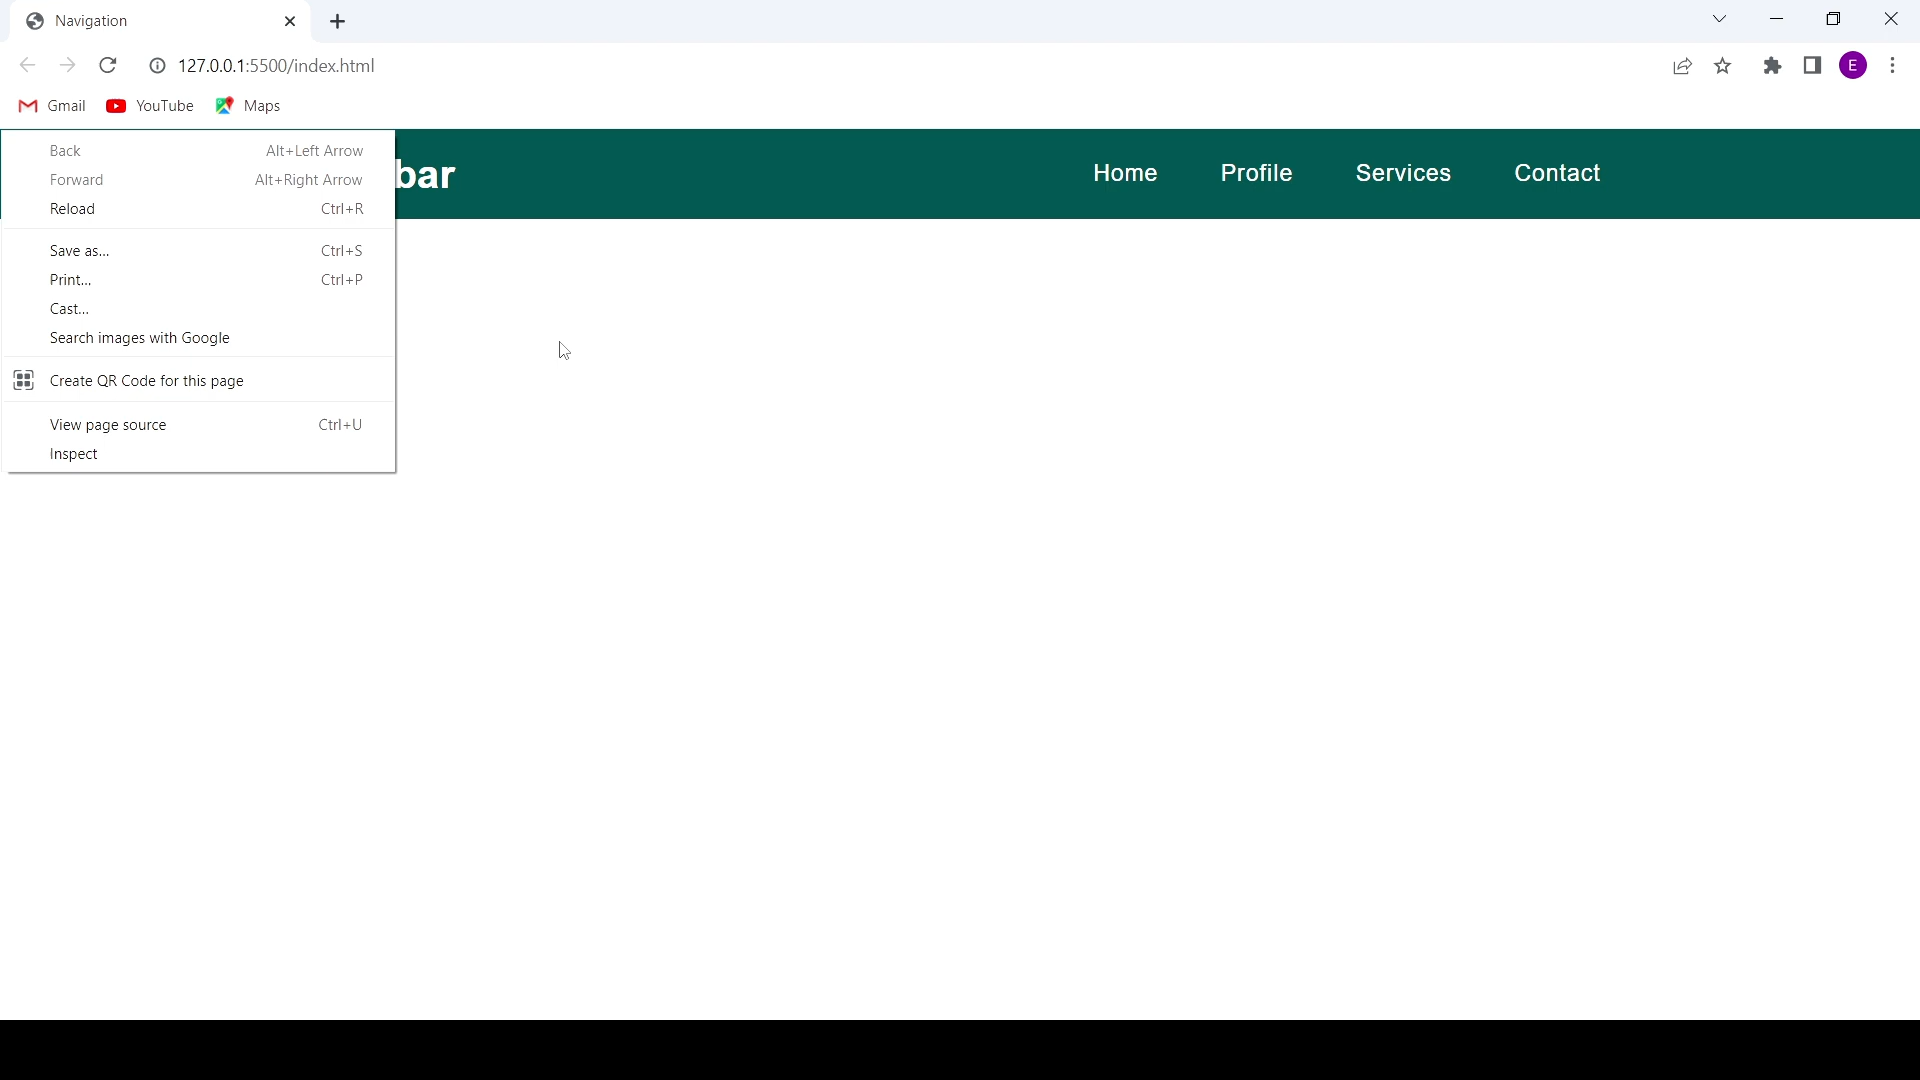 Navigation
127.0.0.1:5500/index.html
E
Gmail YouTube Maps
bar Home Profile Services Contact
Back Alt+Left Arrow
Forward Alt+Right Arrow
Reload Ctrl+R
Save as... Ctrl+S
Print... Ctrl+P
Cast...
Search images with Google
Create QR Code for this page
View page source Ctrl+U
Inspect